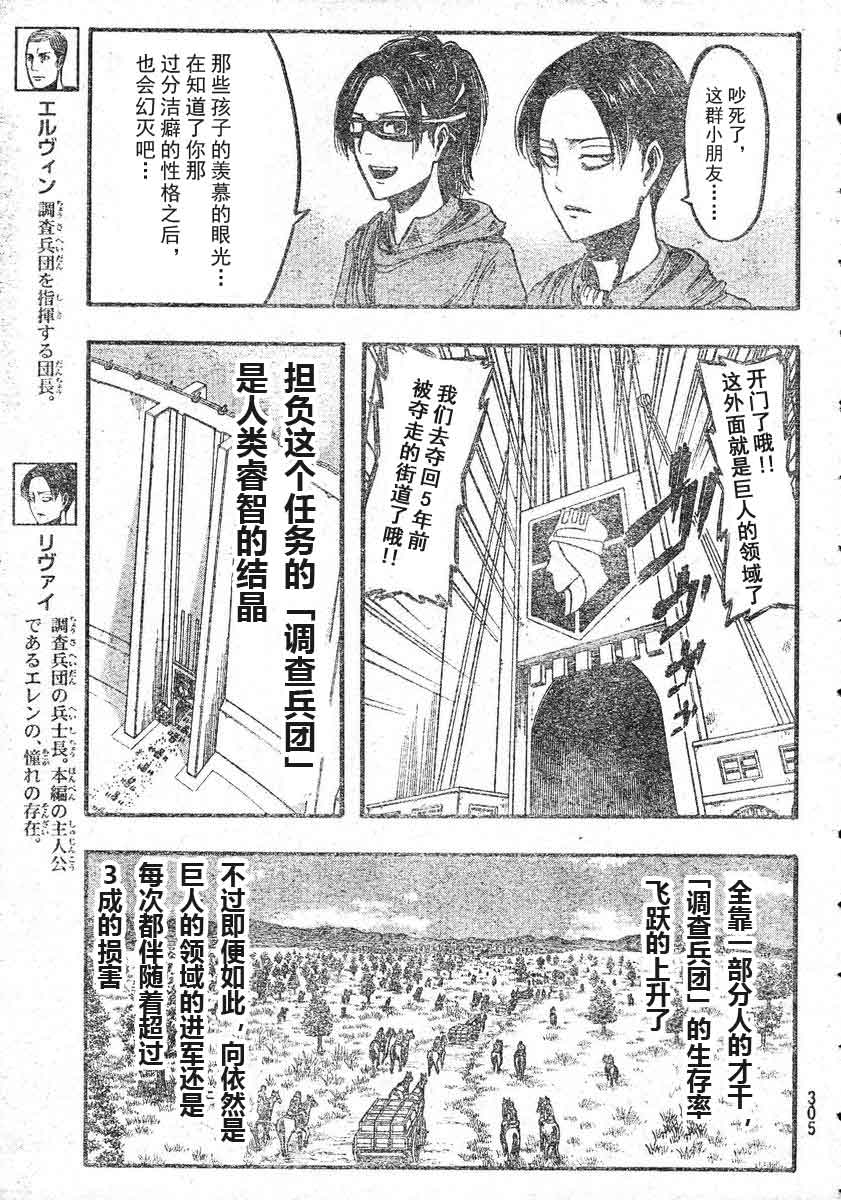 吵死了，
这群小朋友……
那些孩子的羡慕的眼光…
在知道了你那
过分洁癖的性格之后，
也会幻灭吧…
开门了哦!!
这外面就是巨人的领域了
我们去夺回5年前
被夺走的街道了哦!!
担负这个任务的「调查兵团」
是人类睿智的结晶
全靠一部分人的才干，
「调查兵团」的生存率
飞跃的上升了
不过即便如此，向依然是
巨人的领域的进军还是
每次都伴随着超过
3成的损害
エルヴィン
調査兵団を指揮する団長。
リヴァイ
調査兵団の兵士長。本編の主人公
であるエレンの、憧れの存在。
305